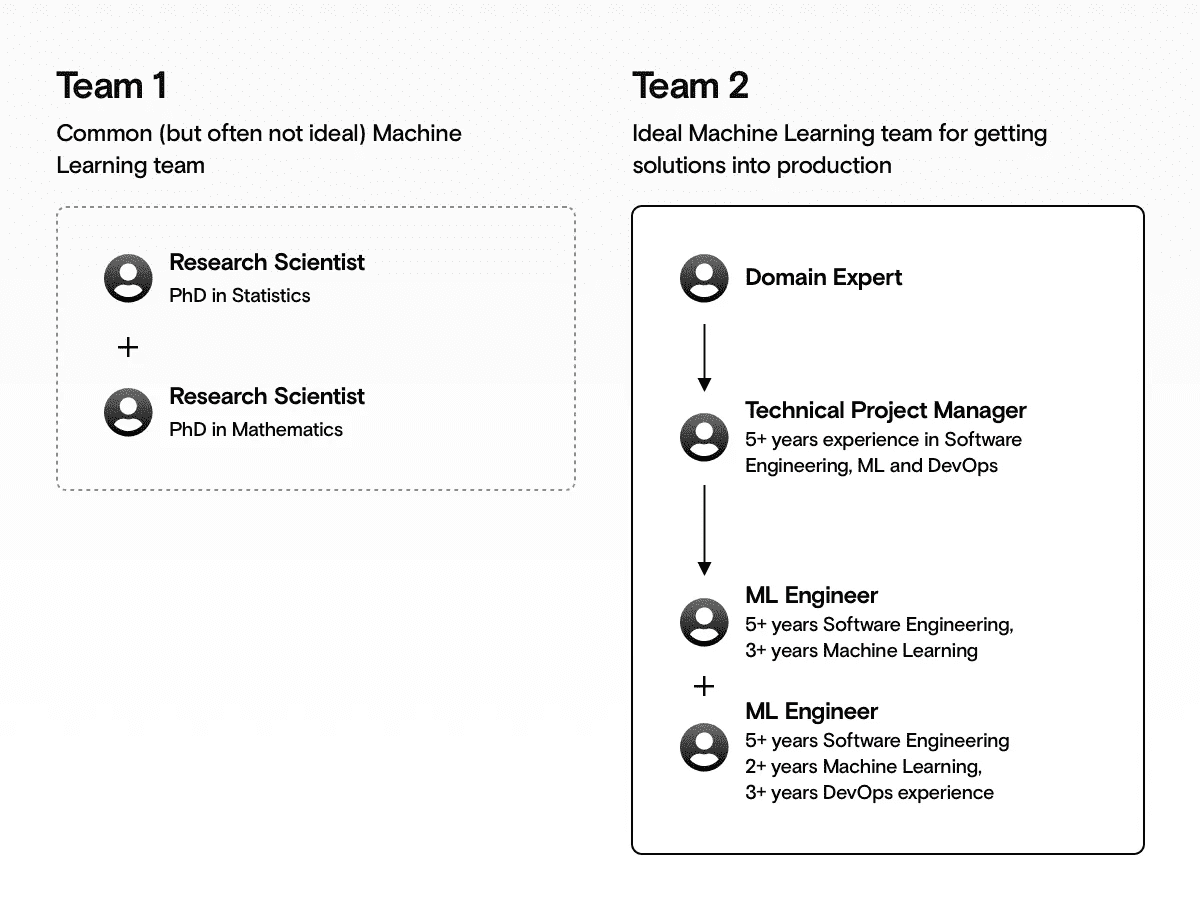 Team 1
Common (but often not ideal) Machine
Learning team
Research Scientist
PhD in Statistics
+
Research Scientist
PhD in Mathematics
Team 2
Ideal Machine Learning team for getting
solutions into production
Domain Expert
Technical Project Manager
5+ years experience in Software
Engineering, ML and DevOps
ML Engineer
5+ years Software Engineering,
3+ years Machine Learning
+
ML Engineer
5+ years Software Engineering
2+ years Machine Learning,
3+ years DevOps experience